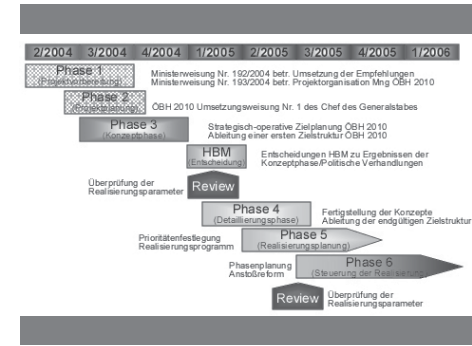 2/2004 3/2004 4/2004 1/2005 2/2005 3/2005 4/2005 1/2006
Phase 1
(Projektvorbereitung)
Ministerweisung Nr. 192/2004 betr. Umsetzung der Empfehlungen
Ministerweisung Nr. 193/2004 betr. Projektorganisation Mng ÖBH 2010
Phase 2
(Projektplanung)
ÖBH 2010 Umsetzungsweisung Nr. 1 des Chef des Generalstabes
Phase 3
(Konzeptphase)
Strategisch-operative Zielplanung ÖBH 2010
Ableitung einer ersten Zielstruktur ÖBH 2010
HBM
(Entscheidung)
Entscheidungen HBM zu Ergebnissen der
Konzeptphase/Politische Verhandlungen
Überprüfung der
Realisierungsparameter
Review
Phase 4
(Detaillierungsphase)
Fertigstellung der Konzepte
Ableitung der endgültigen Zielstruktur
Prioritätenfestlegung
Realisierungsprogramm
Phase 5
(Realisierungsplanung)
Phasenplanung
Anstoßreform
Phase 6
(Steuerung der Realisierung)
Review
Überprüfung der
Realisierungsparameter